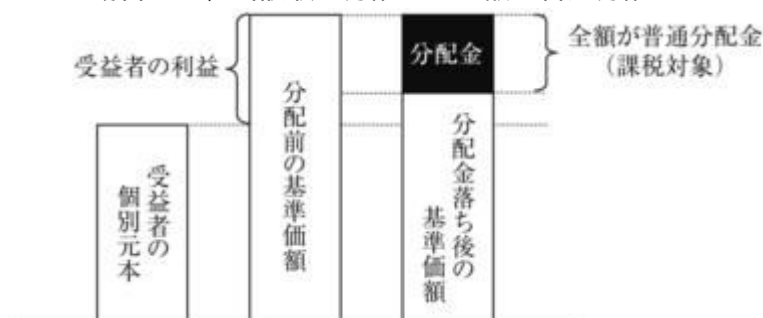 受益者の利益
分配金
全額が普通分配金
（課税対象）
受益者の
個別元本
分配前の基準価額
分配金落ち後の
基準価額